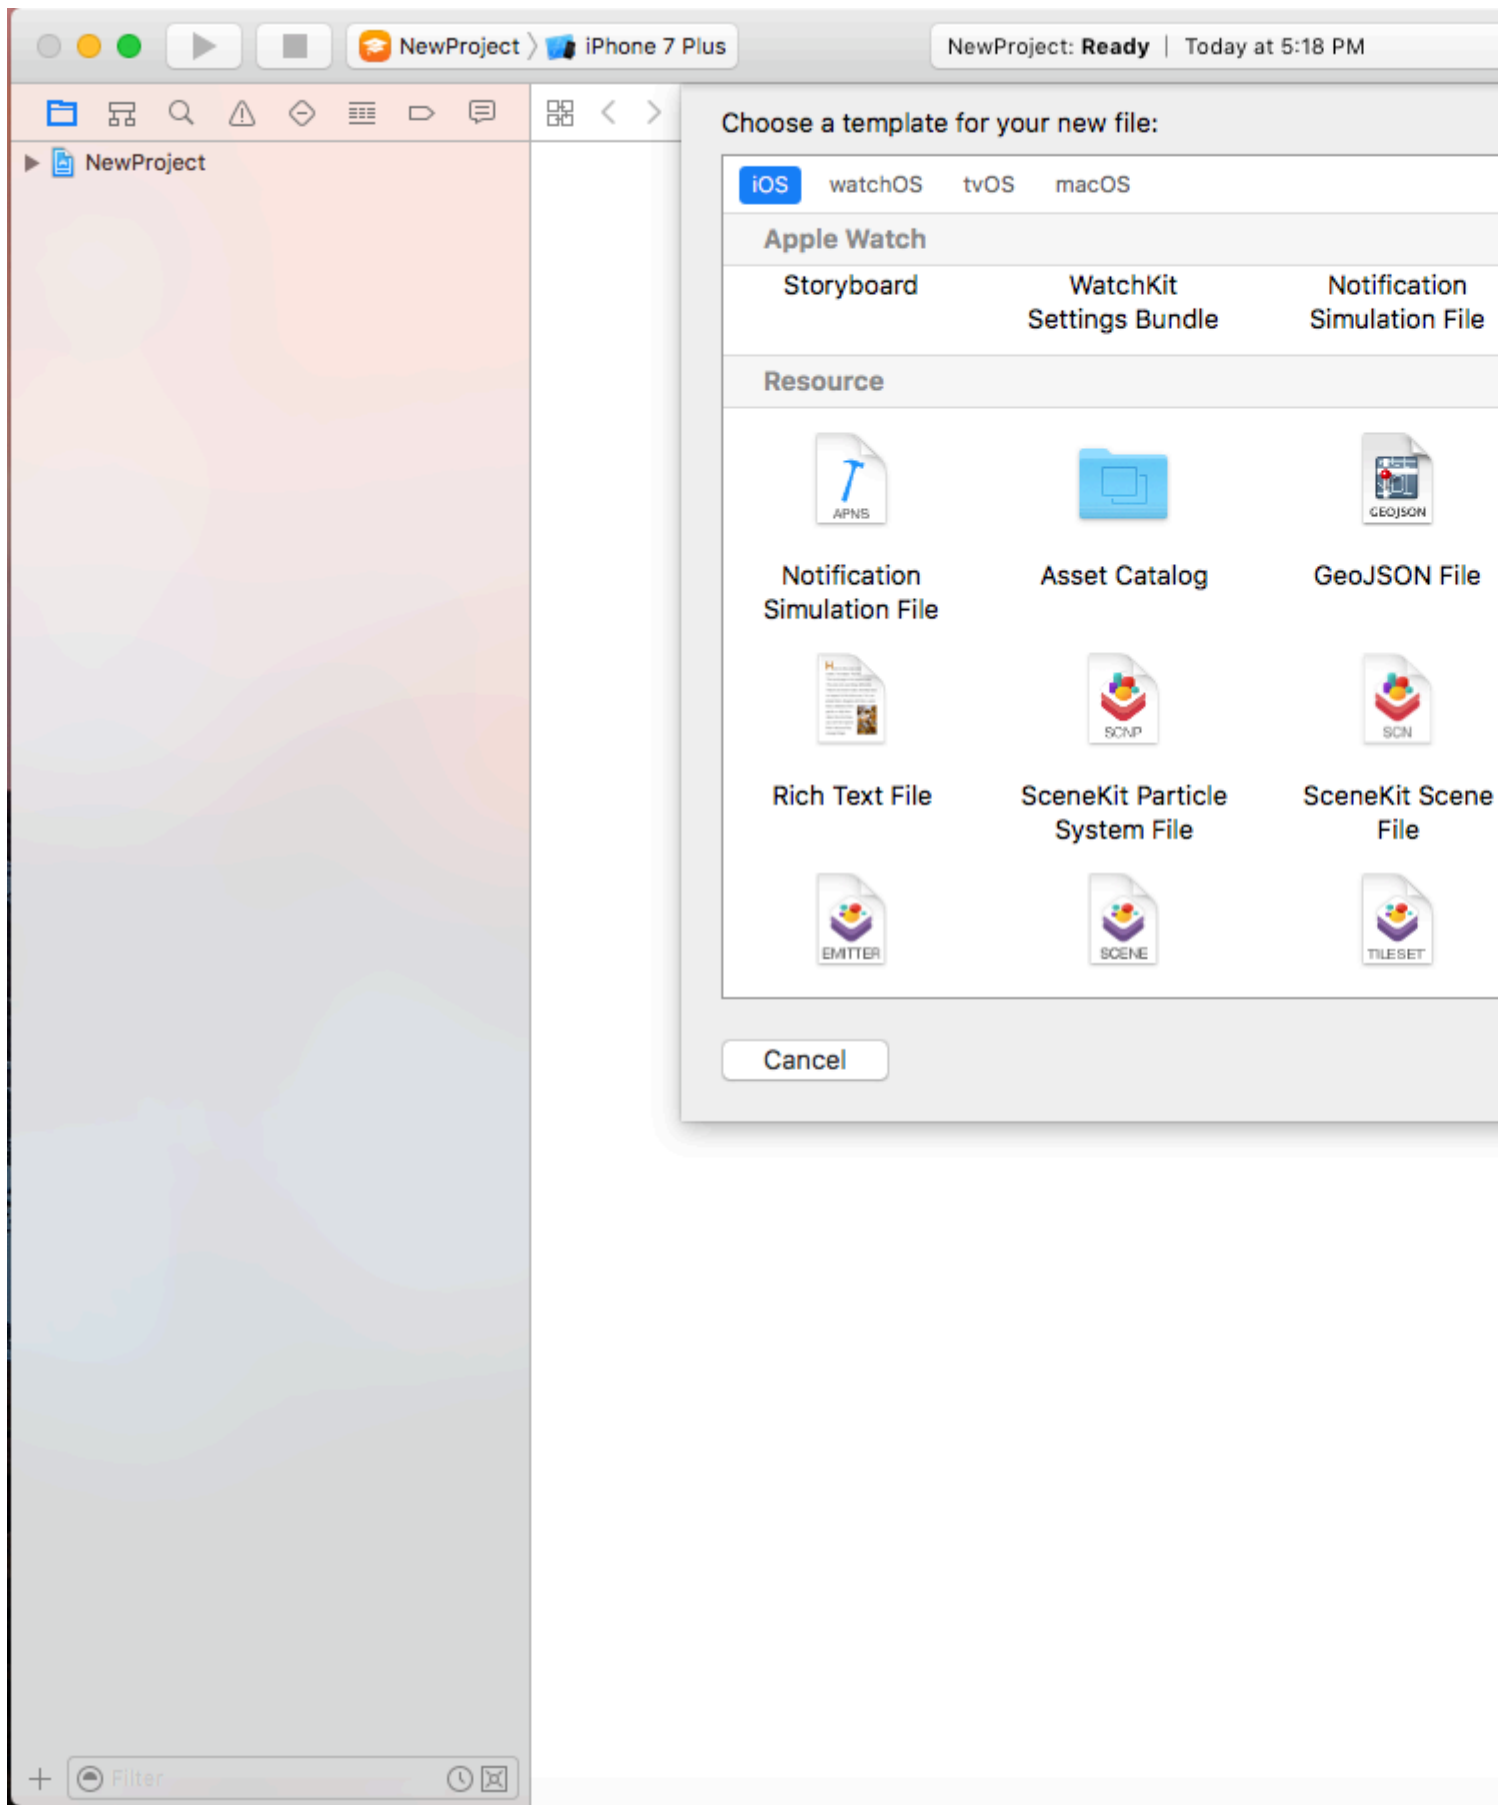 NewProject
iPhone 7 Plus
NewProject: Ready | Today at 5:18 PM
NewProject
Choose a template for your new file:
iOS watchOS tvOS macOS
Apple Watch
Storyboard
WatchKit
Settings Bundle
Notification
Simulation File
Resource
APNS
GEOJSON
Notification
Simulation File
Asset Catalog
GeoJSON File
SCNP
SCN
Rich Text File
SceneKit Particle
System File
SceneKit Scene
File
EMITTER
SCENE
TILESET
Cancel
Filter